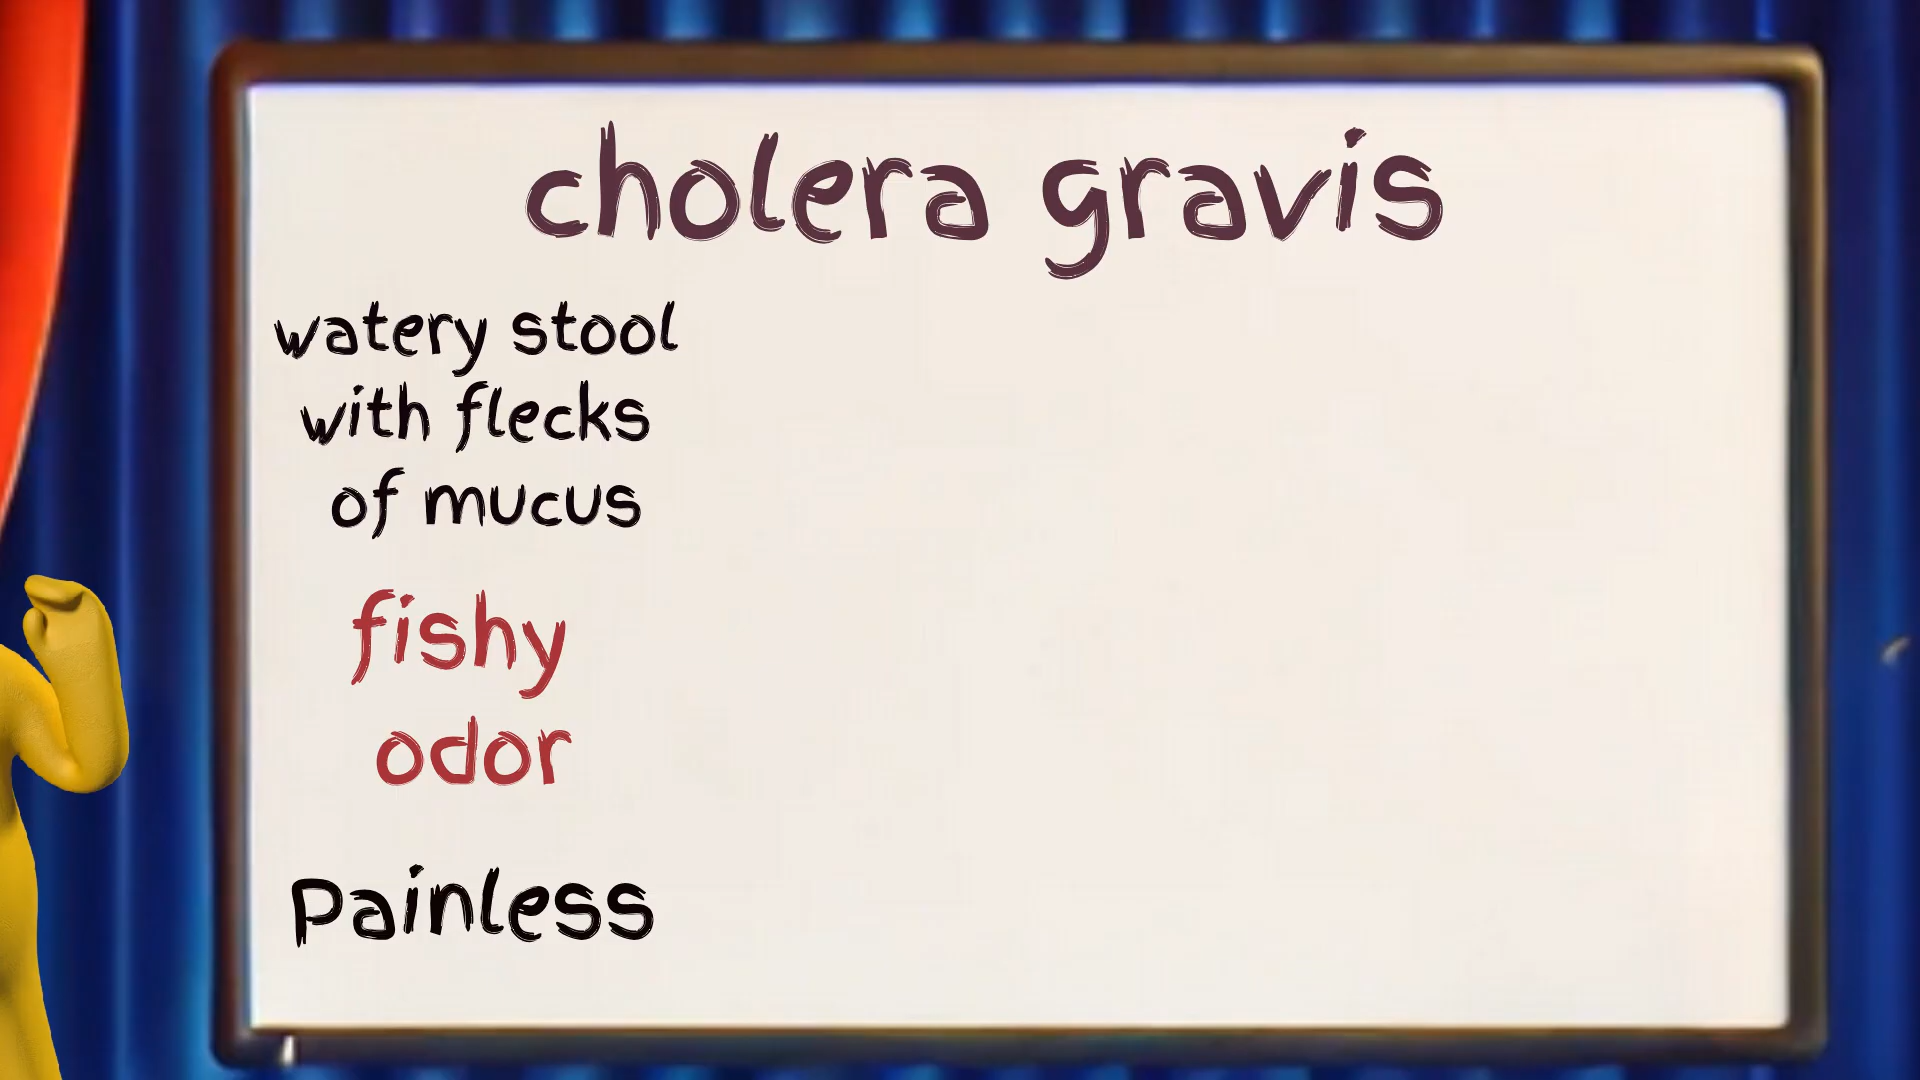 cholera gravis
watery stool
with flecks
of mucus
fishy
odor
Painless